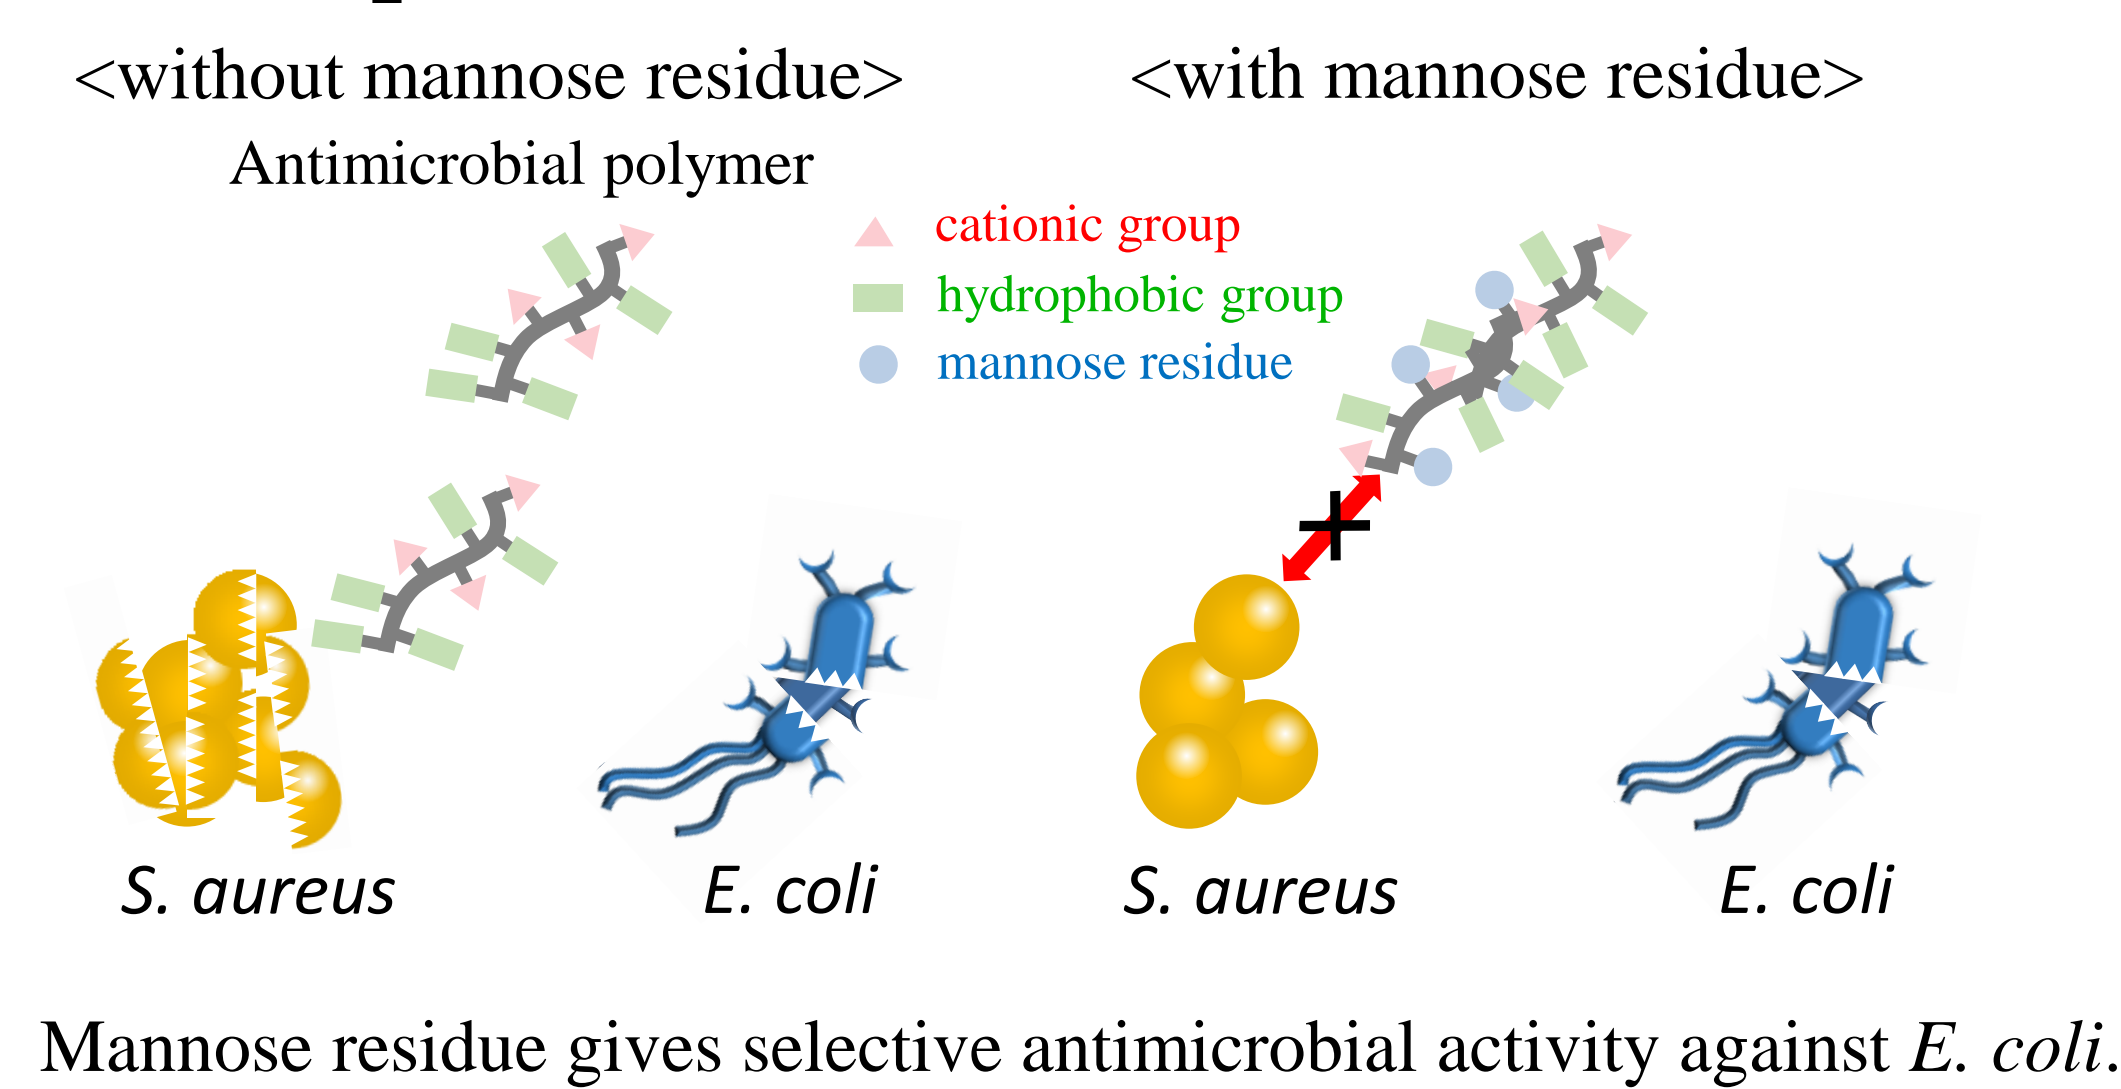 <without mannose residue>
<with mannose residue>
Antimicrobial polymer
cationic group
hydrophobic group
mannose residue
S. aureus
E. coli
S. aureus
E. coli
Mannose residue gives selective antimicrobial activity against E. coli.